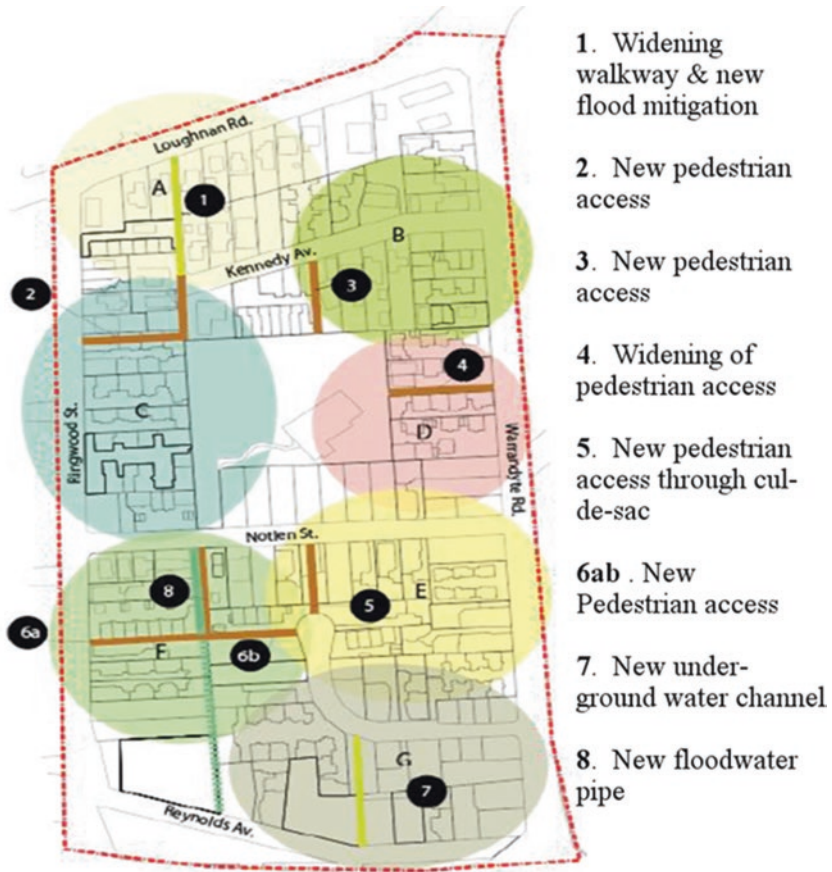 Loughnan Rd.
A
1
B
Kennedy Av.
2
3
4
C
D
Ringwood St.
Warrandyte Rd.
Notlen St.
8
E
5
6a
F
6b
G
7
Reynolds Av.
1. Widening
walkway & new
flood mitigation
2. New pedestrian
access
3. New pedestrian
access
4. Widening of
pedestrian access
5. New pedestrian
access through cul-
de-sac
6ab . New
Pedestrian access
7. New under-
ground water channel
8. New floodwater
pipe